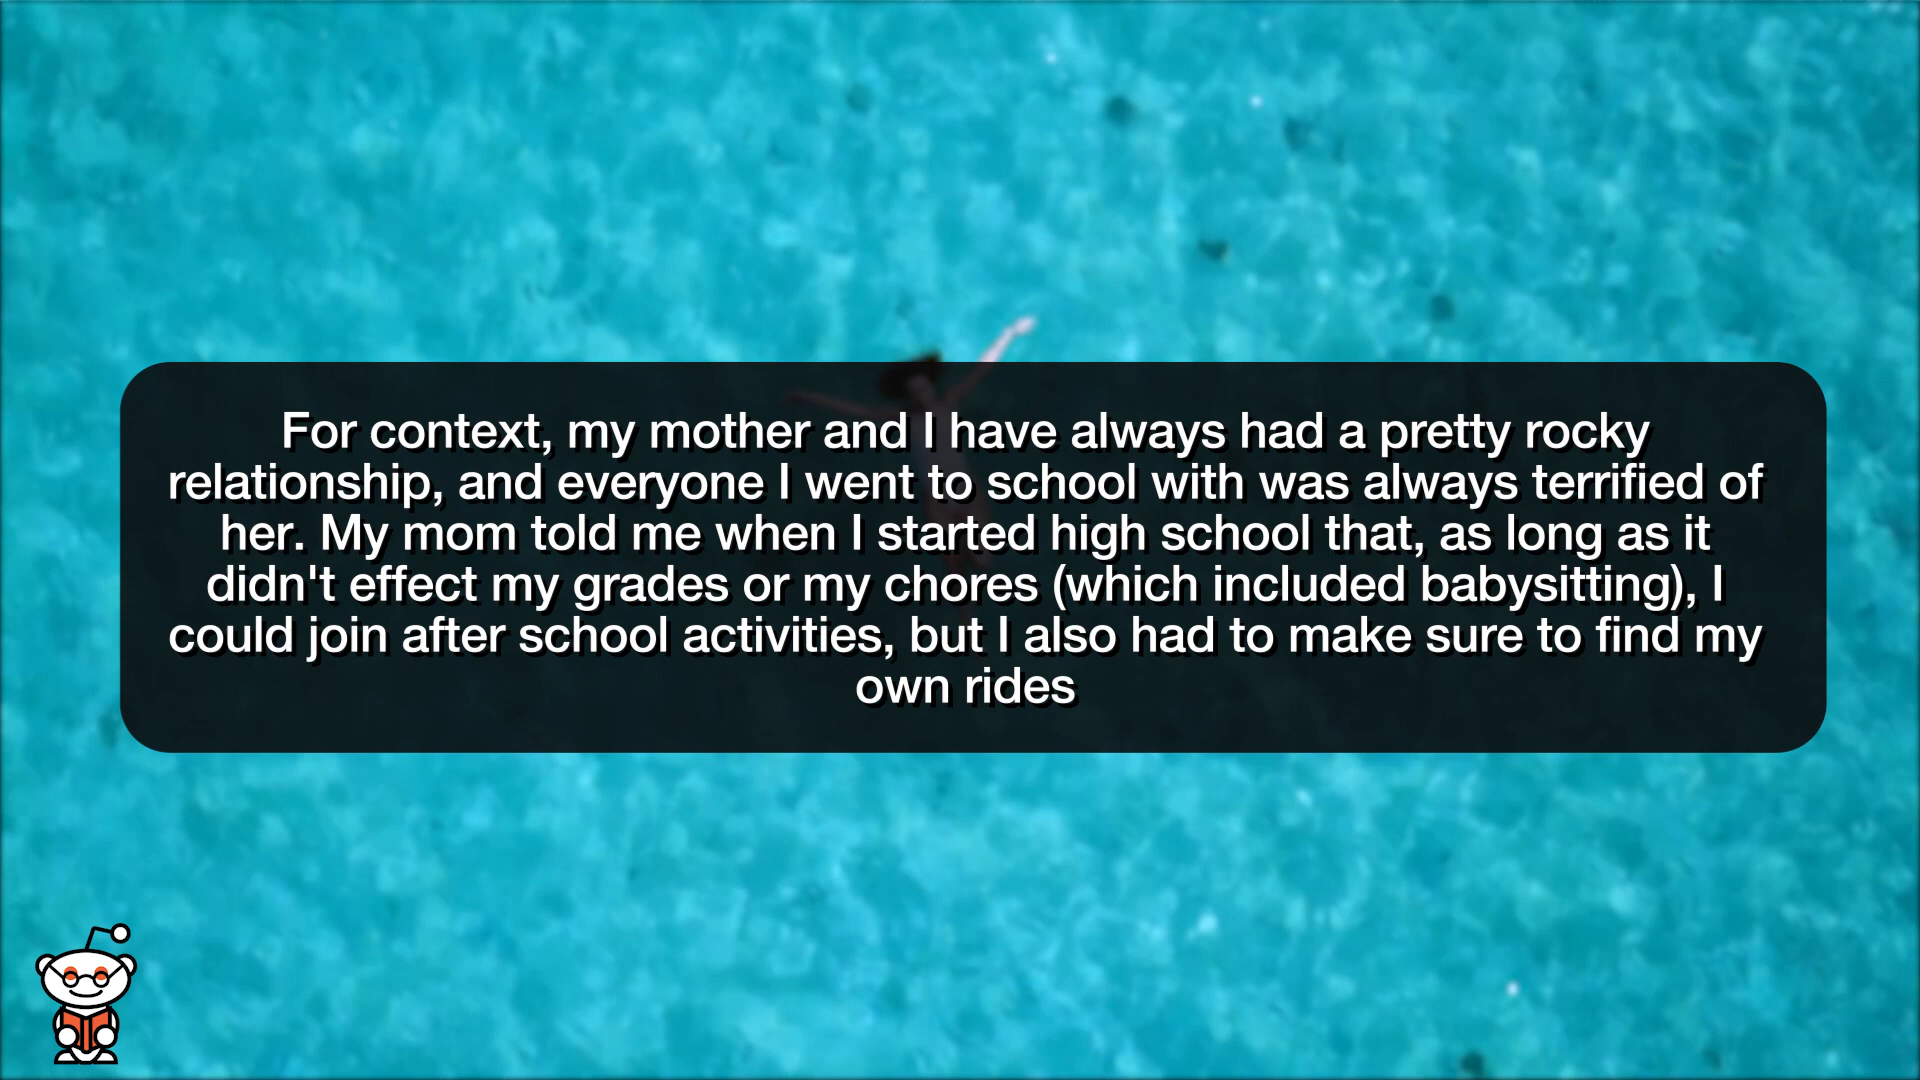 For context, my mother and I have always had a pretty rocky
relationship, and everyone I went to school with was always terrified of
her. My mom told me when I started high school that, as long as it
didn't effect my grades or my chores (which included babysitting), I
could join after school activities, but I also had to make sure to find my
own rides